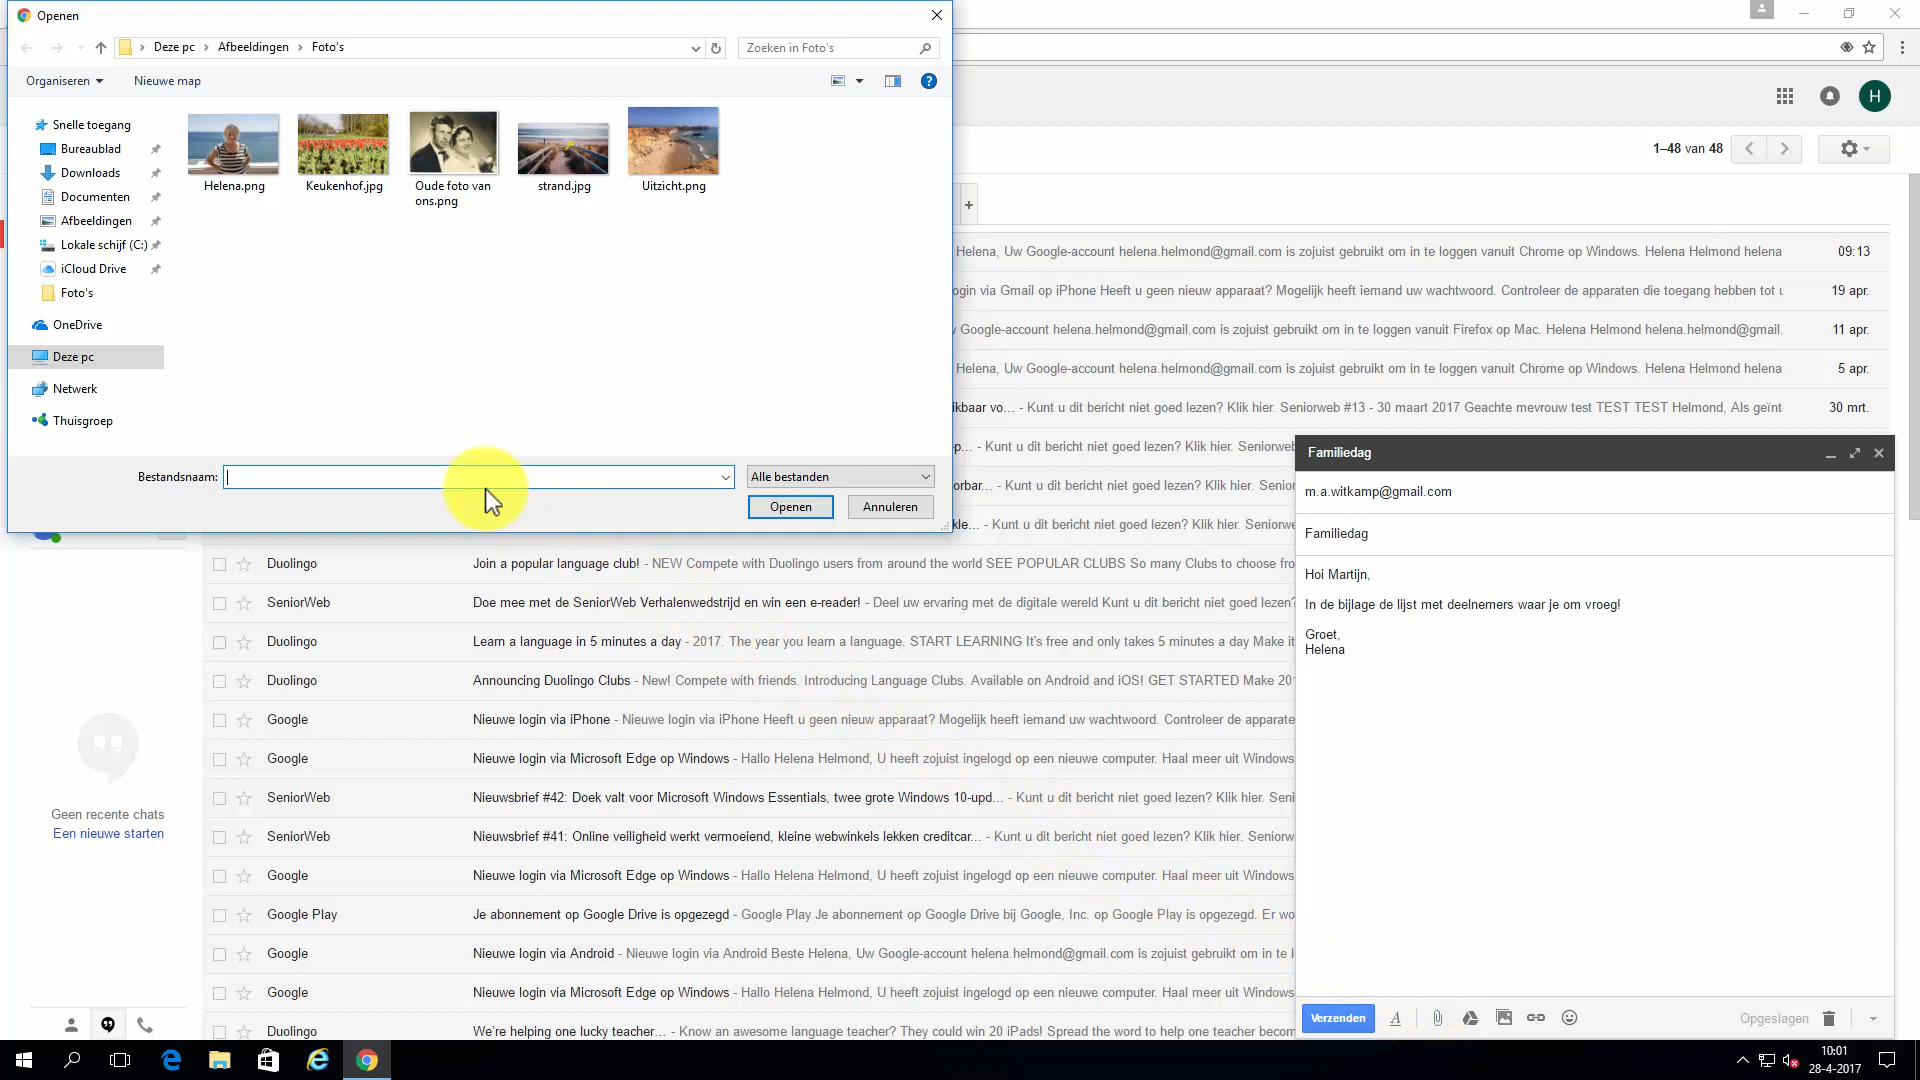 Openen
Deze pc
Afbeeldingen
Foto's
Zoeken in Foto's
Organiseren
Nieuwe map
Snelle toegang
Bureaublad
Downloads
Documenten
Afbeeldingen
Lokale schijf (C:)
iCloud Drive
Foto's
OneDrive
Deze pc
Netwerk
Thuisgroep
Helena.png
Keukenhof.jpg
Oude foto van
ons.png
strand.jpg
Uitzicht.png
Bestandsnaam:
Alle bestanden
Openen
Annuleren
H
1–48 van 48
Helena, Uw Google-account helena.helmond@gmail.com is zojuist gebruikt om in te loggen vanuit Chrome op Windows. Helena Helmond helena 09:13
ogin via Gmail op iPhone Heeft u geen nieuw apparaat? Mogelijk heeft iemand uw wachtwoord. Controleer de apparaten die toegang hebben tot u 19 apr.
Google-account helena.helmond@gmail.com is zojuist gebruikt om in te loggen vanuit Firefox op Mac. Helena Helmond helena.helmond@gmail. 11 apr.
Helena, Uw Google-account helena.helmond@gmail.com is zojuist gebruikt om in te loggen vanuit Chrome op Windows. Helena Helmond helena 5 apr.
ikbaar vo... - Kunt u dit bericht niet goed lezen? Klik hier. Seniorweb #13 - 30 maart 2017 Geachte mevrouw test TEST TEST Helmond, Als geïnt 30 mrt.
-p... - Kunt u dit bericht niet goed lezen? Klik hier. Seniorweb
orbar... - Kunt u dit bericht niet goed lezen? Klik hier. Seniorweb
kle... - Kunt u dit bericht niet goed lezen? Klik hier. Seniorweb
Duolingo Join a popular language club! - NEW Compete with Duolingo users from around the world SEE POPULAR CLUBS So many Clubs to choose fro
SeniorWeb Doe mee met de SeniorWeb Verhalenwedstrijd en win een e-reader! - Deel uw ervaring met de digitale wereld Kunt u dit bericht niet goed lezen?
Duolingo Learn a language in 5 minutes a day - 2017. The year you learn a language. START LEARNING It's free and only takes 5 minutes a day Make it
Duolingo Announcing Duolingo Clubs - New! Compete with friends. Introducing Language Clubs. Available on Android and iOS! GET STARTED Make 20
Google Nieuwe login via iPhone - Nieuwe login via iPhone Heeft u geen nieuw apparaat? Mogelijk heeft iemand uw wachtwoord. Controleer de apparate
Google Nieuwe login via Microsoft Edge op Windows - Hallo Helena Helmond, U heeft zojuist ingelogd op een nieuwe computer. Haal meer uit Windows
SeniorWeb Nieuwsbrief #42: Doek valt voor Microsoft Windows Essentials, twee grote Windows 10-upd... - Kunt u dit bericht niet goed lezen? Klik hier. Seni
SeniorWeb Nieuwsbrief #41: Online veiligheid werkt vermoeiend, kleine webwinkels lekken creditcar... - Kunt u dit bericht niet goed lezen? Klik hier. Seniorw
Google Nieuwe login via Microsoft Edge op Windows - Hallo Helena Helmond, U heeft zojuist ingelogd op een nieuwe computer. Haal meer uit Windows
Google Play Je abonnement op Google Drive is opgezegd - Google Play Je abonnement op Google Drive bij Google, Inc. op Google Play is opgezegd. Er wo
Google Nieuwe login via Android - Nieuwe login via Android Beste Helena, Uw Google-account helena.helmond@gmail.com is zojuist gebruikt om in te l
Google Nieuwe login via Microsoft Edge op Windows - Hallo Helena Helmond, U heeft zojuist ingelogd op een nieuwe computer. Haal meer uit Windows
Duolingo We're helping one lucky teacher... - Know an awesome language teacher? They could win 20 iPads! Spread the word to help one teacher becom
Geen recente chats
Een nieuwe starten
Familiedag
m.a.witkamp@gmail.com
Familiedag
Hoi Martijn,
In de bijlage de lijst met deelnemers waar je om vroeg!
Groet,
Helena
Verzenden
Opgeslagen
10:01
28-4-2017